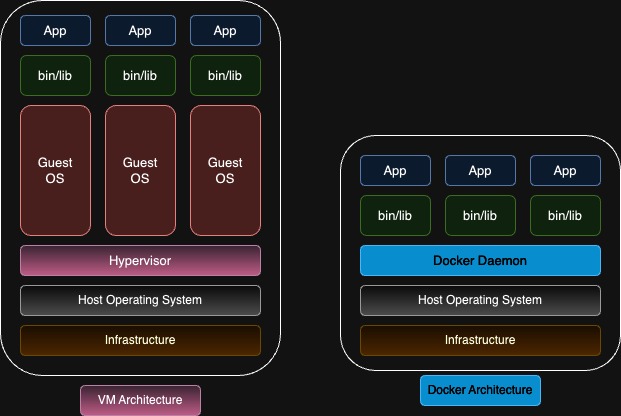 App App App
bin/lib bin/lib bin/lib
Guest Guest Guest
OS OS OS
Hypervisor
Host Operating System
Infrastructure
VM Architecture
App App App
bin/lib bin/lib bin/lib
Docker Daemon
Host Operating System
Infrastructure
Docker Architecture